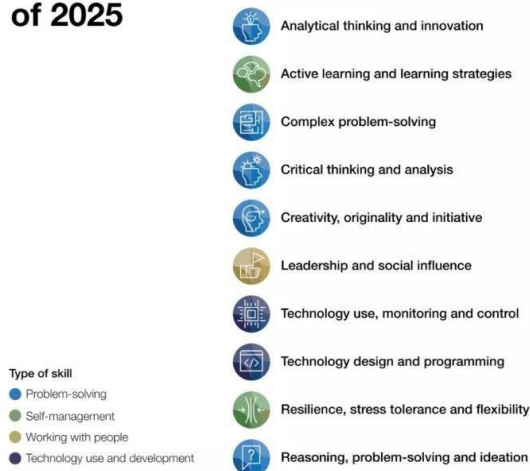 of 2025
Analytical thinking and innovation
Active learning and learning strategies
Complex problem-solving
Critical thinking and analysis
Creativity, originality and initiative
Leadership and social influence
Technology use, monitoring and control
Technology design and programming
Resilience, stress tolerance and flexibility
Reasoning, problem-solving and ideation
Type of skill
Problem-solving
Self-management
Working with people
Technology use and development